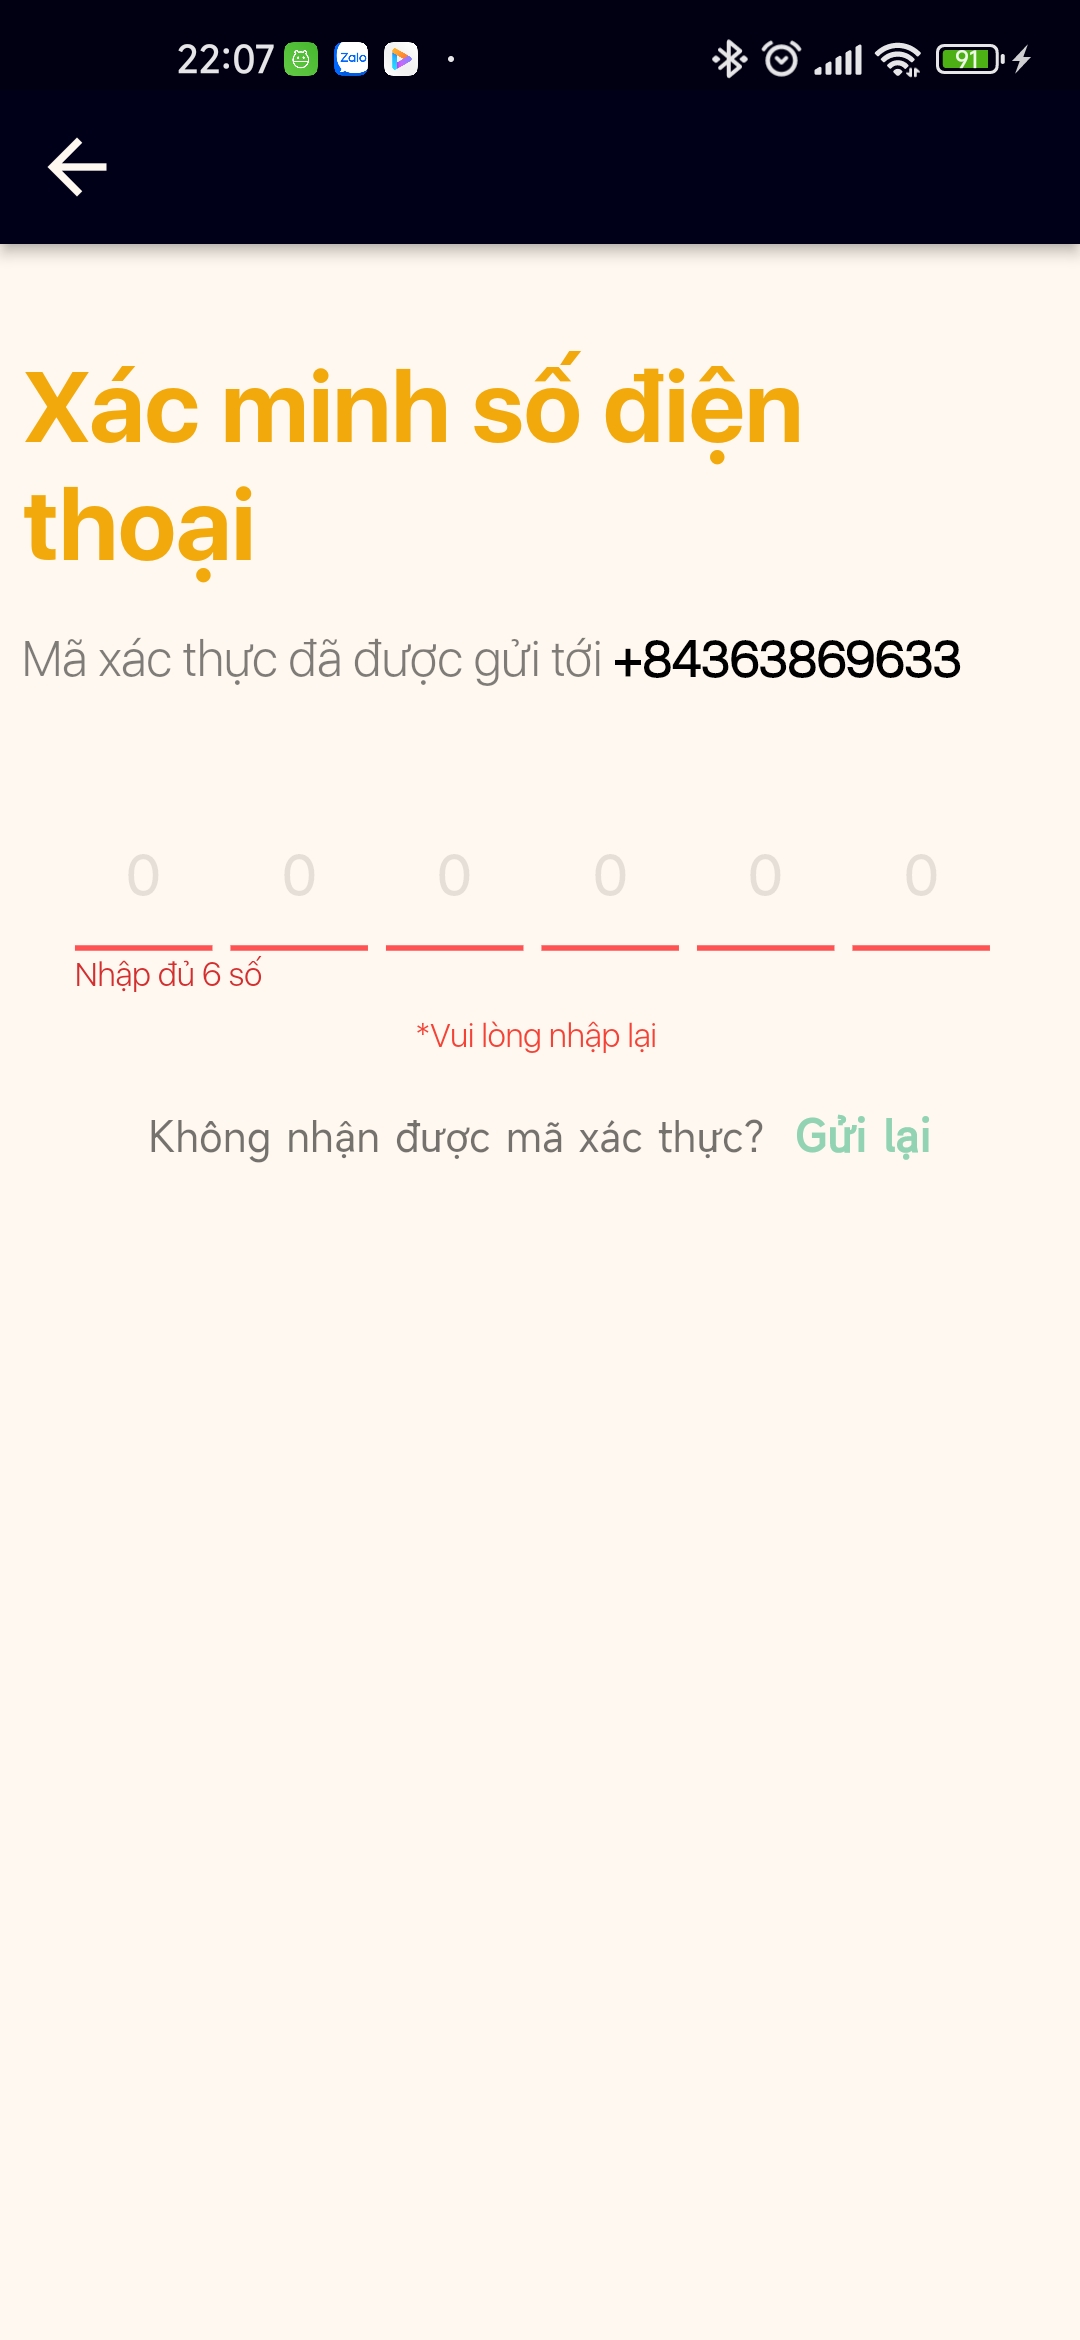 22:07 Zalo 91
Xác minh số điện
thoại
Mã xác thực đã được gửi tới +84363869633
0 0 0 0 0 0
Nhập đủ 6 số
*Vui lòng nhập lại
Không nhận được mã xác thực? Gửi lại